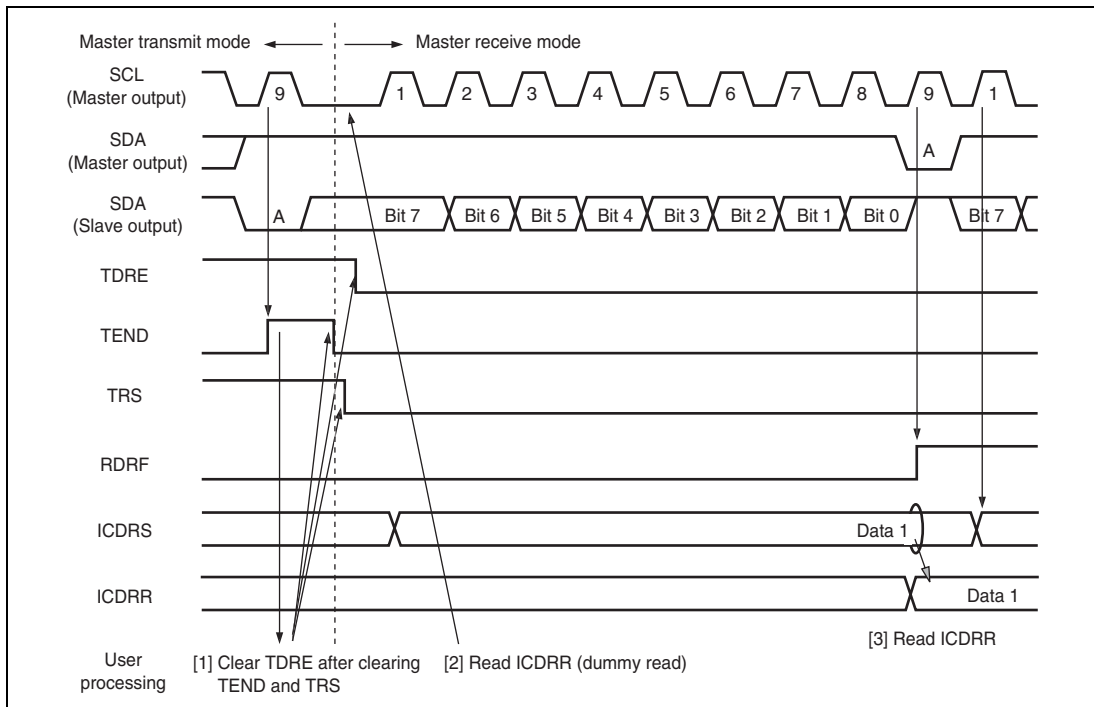 Master transmit mode
Master receive mode
SCL
(Master output)
9
1
2
3
4
5
6
7
8
9
1
SDA
(Master output)
A
SDA
(Slave output)
A
Bit 7
Bit 6
Bit 5
Bit 4
Bit 3
Bit 2
Bit 1
Bit 0
Bit 7
TDRE
TEND
TRS
RDRF
ICDRS
Data 1
ICDRR
Data 1
User
processing
[1] Clear TDRE after clearing
TEND and TRS
[2] Read ICDRR (dummy read)
[3] Read ICDRR